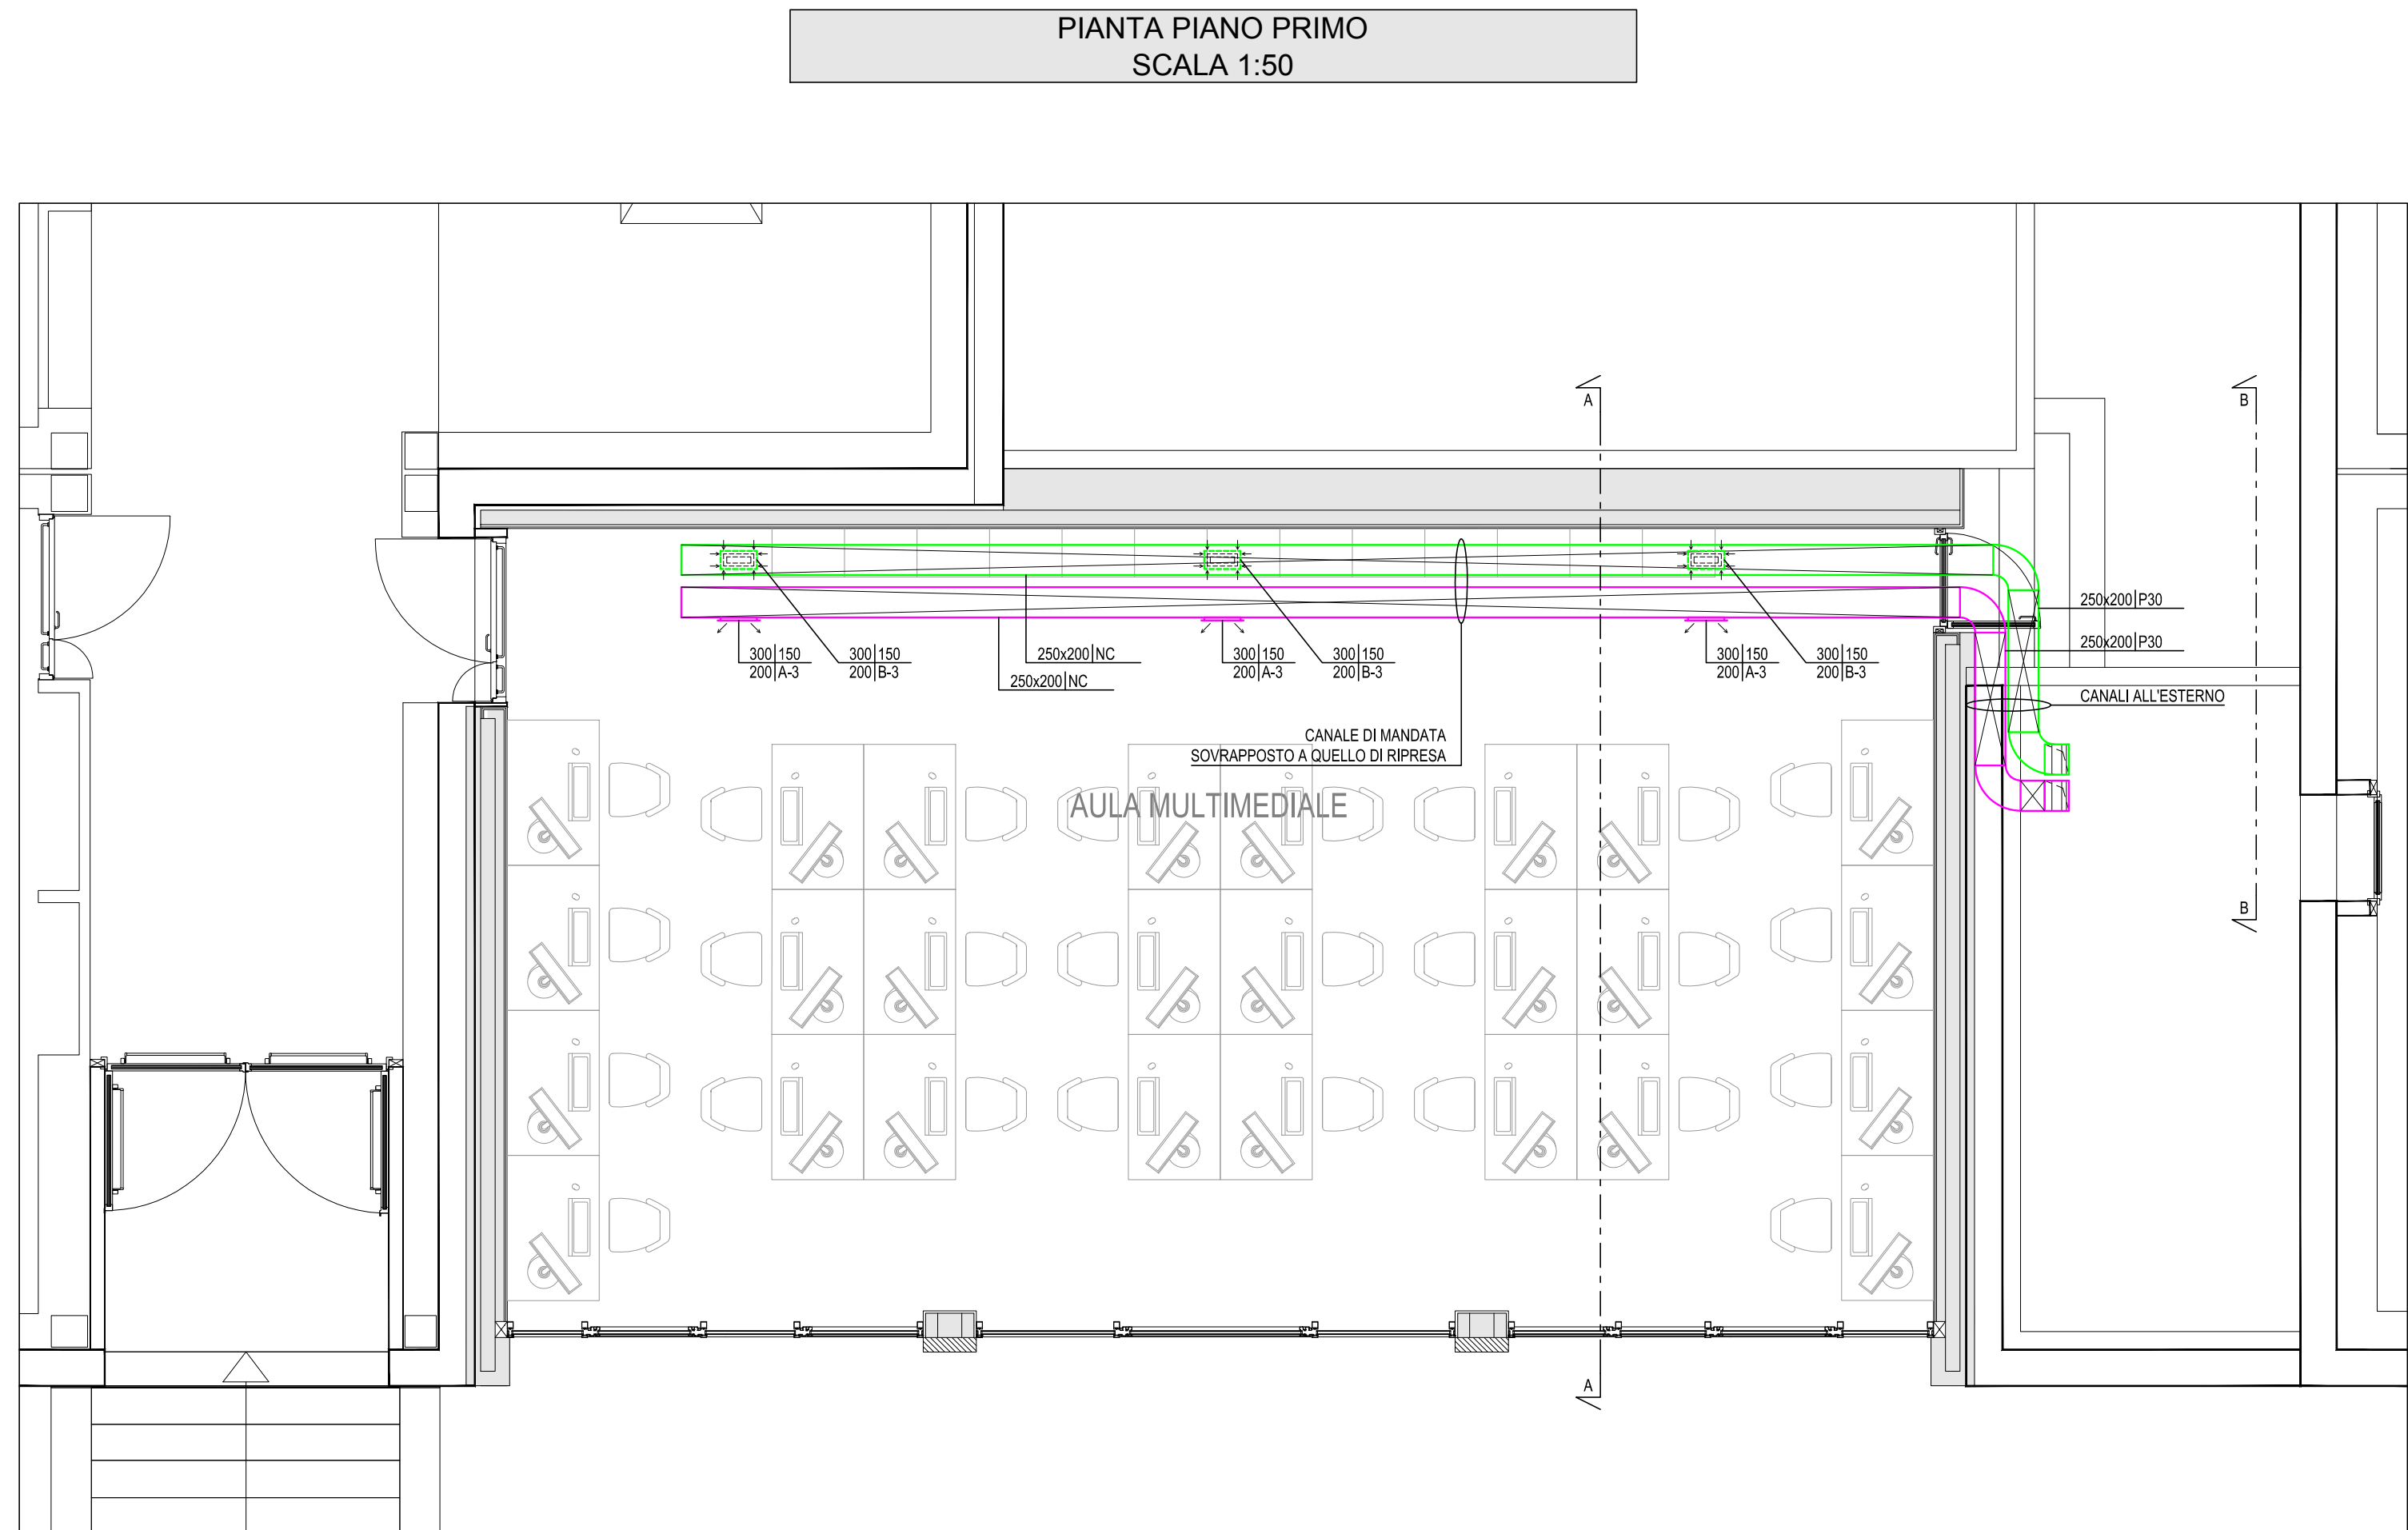 PIANTA PIANO PRIMO
SCALA 1:50
A
B
250x200|P30
250x200|P30
300|150
200|A-3
300|150
200|B-3
250x200|NC
250x200|NC
300|150
200|A-3
300|150
200|B-3
300|150
200|A-3
300|150
200|B-3
CANALI ALL'ESTERNO
CANALE DI MANDATA
SOVRAPPOSTO A QUELLO DI RIPRESA
AULA MULTIMEDIALE
B
A